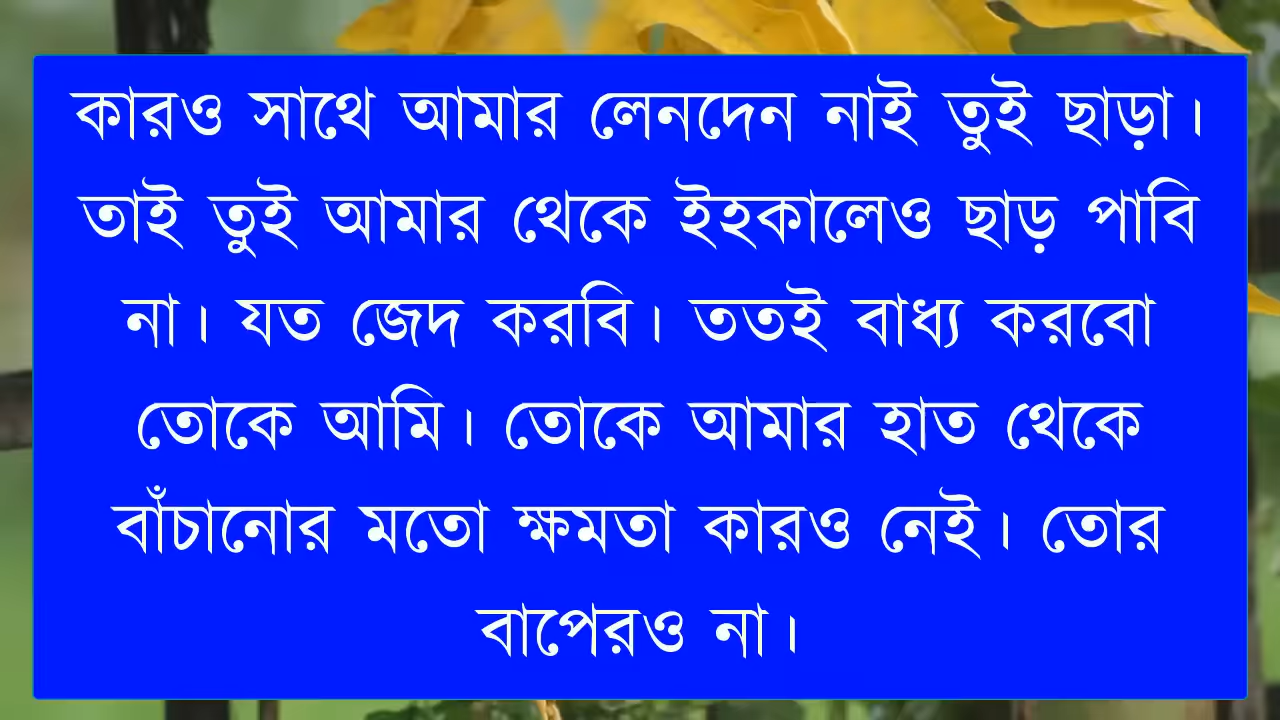 কারও সাথে আমার লেনদেন নাই তুই ছাড়া।
তাই তুই আমার থেকে ইহকালেও ছাড় পাবি
না। যত জেদ করবি। ততই বাধ্য করবো
তোকে আমি। তোকে আমার হাত থেকে
বাঁচানোর মতো ক্ষমতা কারও নেই। তোর
বাপেরও না।